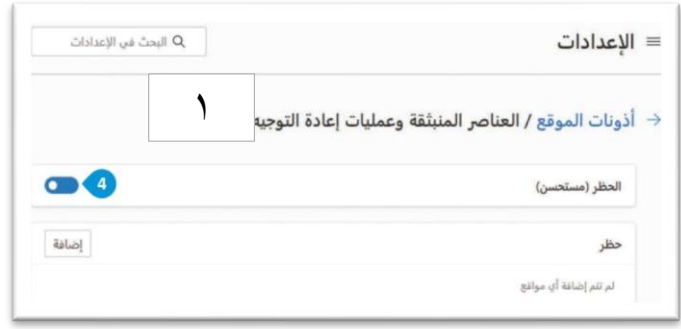 الإعدادات
البحث في الإعدادات
١
أذونات الموقع / العناصر المنبثقة وعمليات إعادة التوجيه
الحظر (مستحسن)
4
حظر
إضافة
لم تتم إضافة أي مواقع